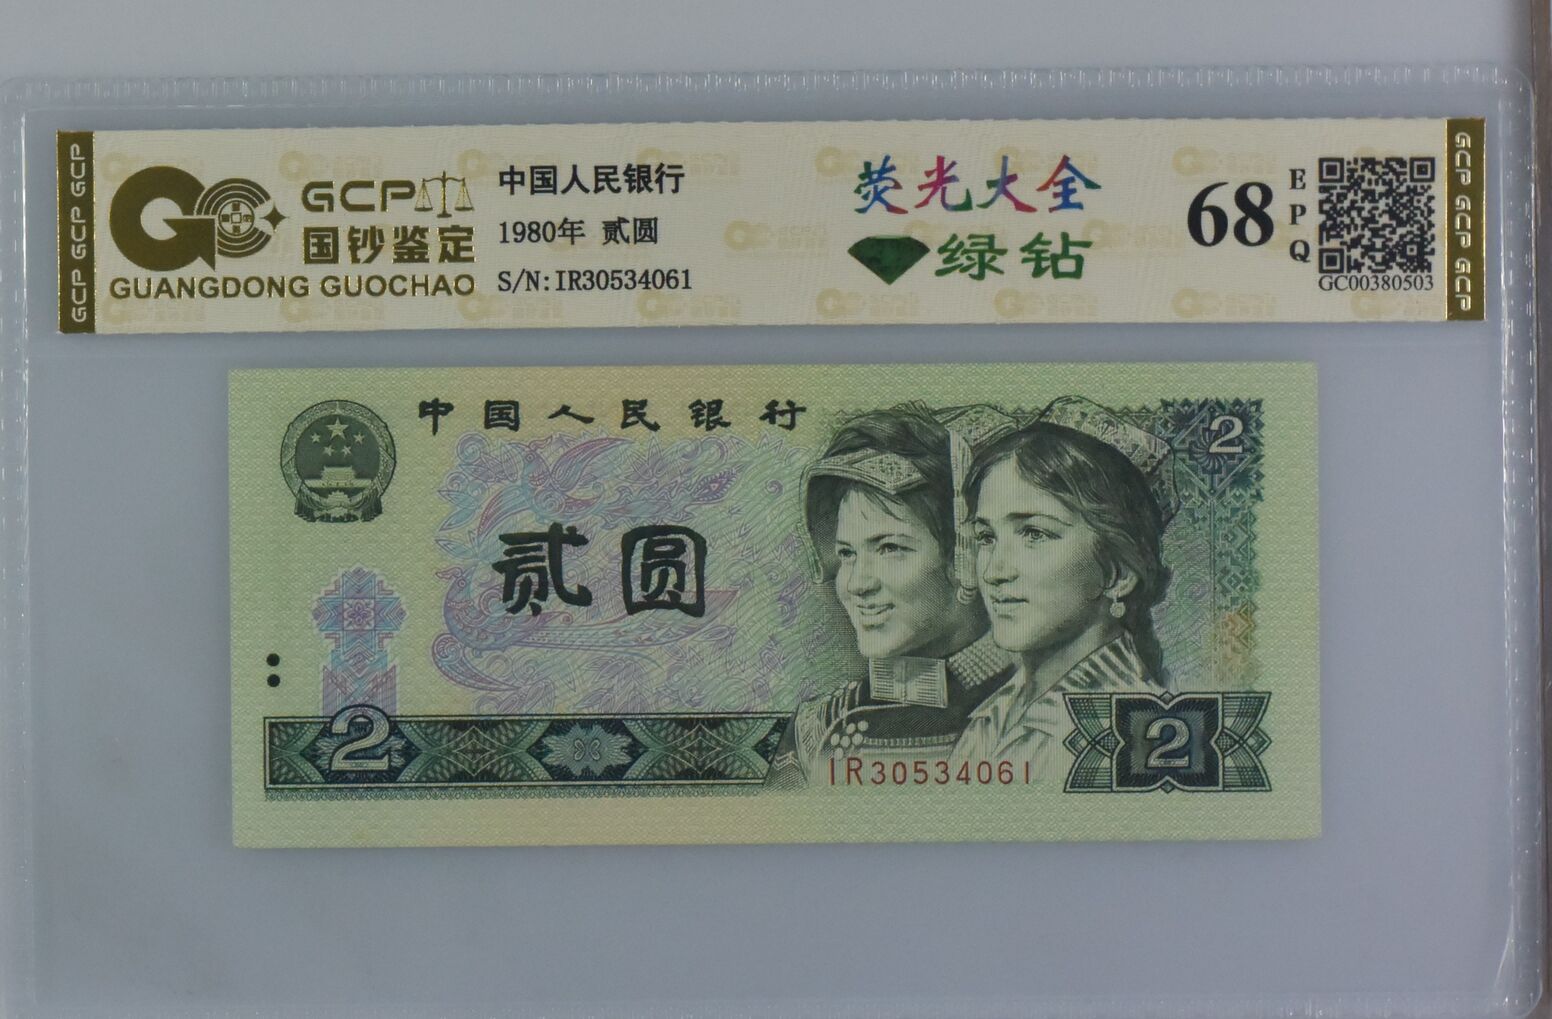 GCP GCP GCP
GCP
国钞鉴定
GUANGDONG GUOCHAO
中国人民银行
1980年 贰圆
S/N:IR30534061
荧光大全
绿钻
68
EPQ
GC00380503
GCP GCP GCP
中国人民银行
2
贰圆
2
2
IR30534061